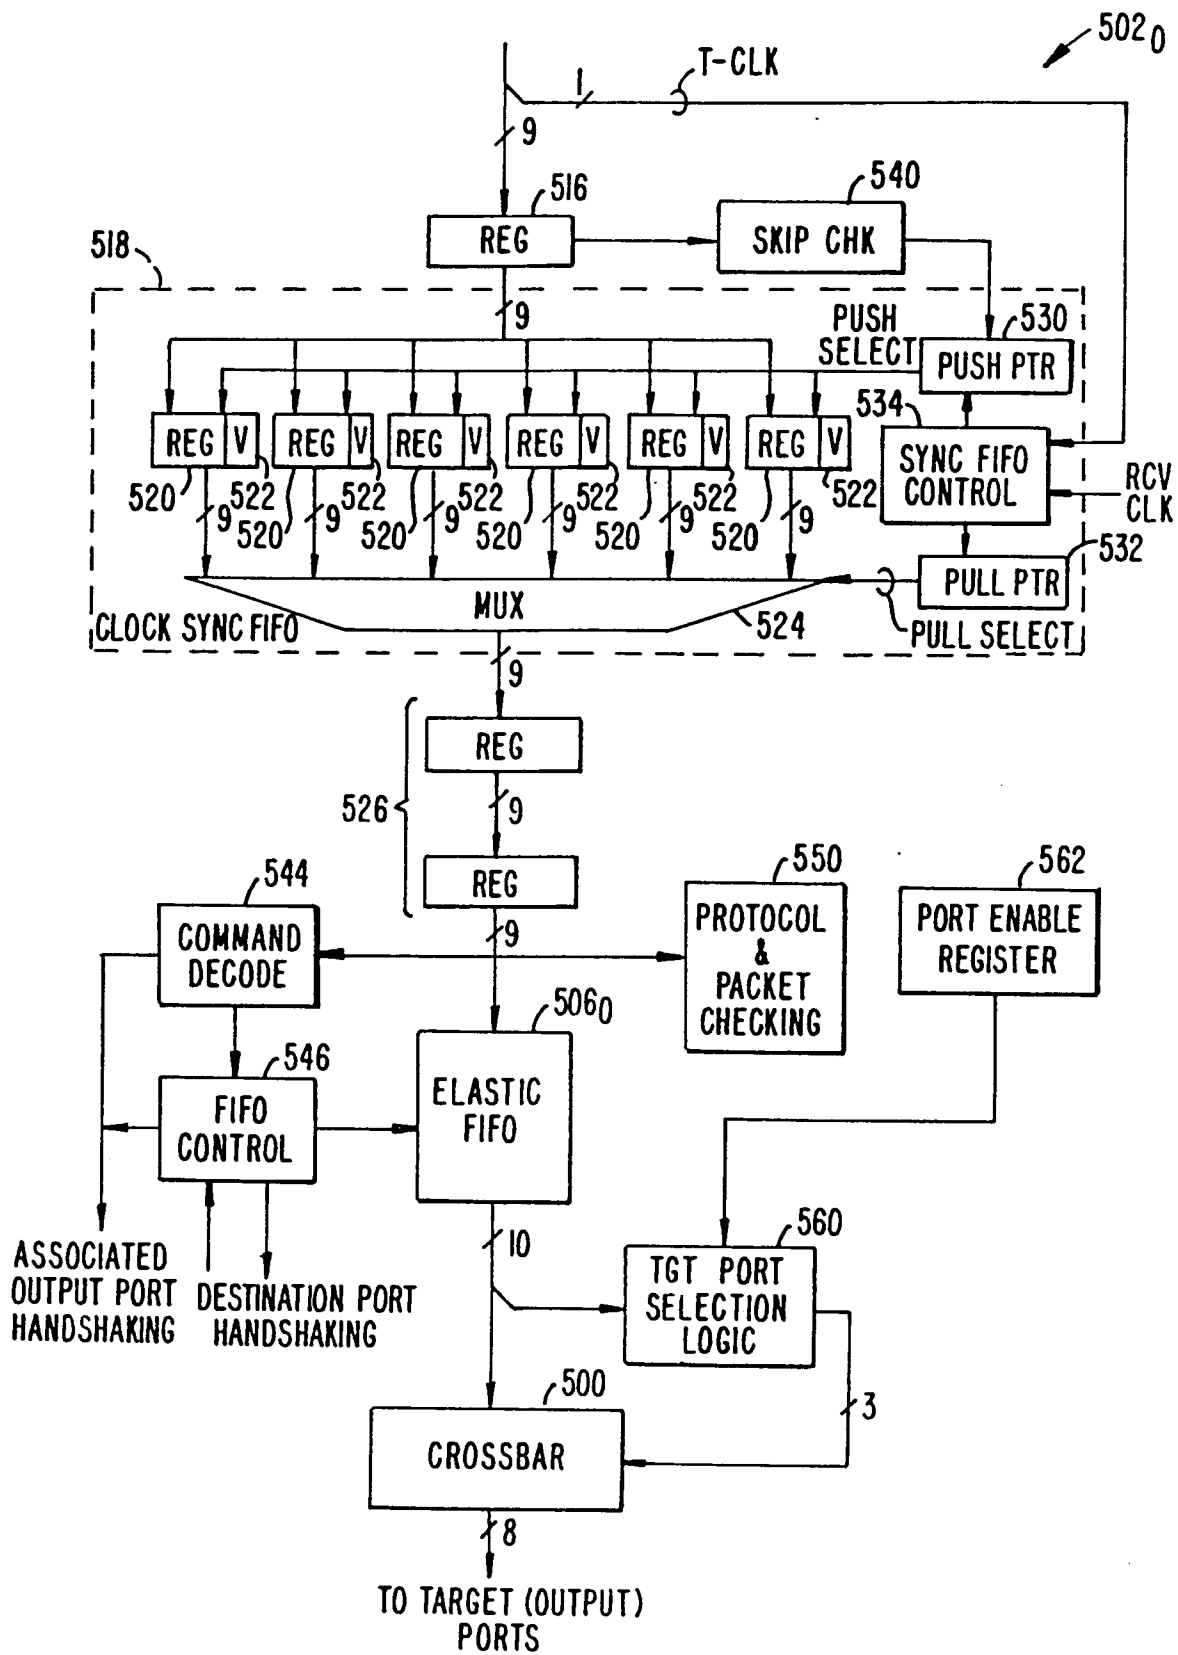 502₀
1
T-CLK
9
516
540
REG
SKIP CHK
518
9
PUSH
SELECT
530
PUSH PTR
534
REG V REG V REG V REG V REG V REG V
SYNC FIFO
CONTROL
RCV
CLK
520 522 522 522 522 522 522
9 520 9 520 9 520 9 520 9 520 9
532
PULL PTR
MUX
524
CLOCK SYNC FIFO
PULL SELECT
9
REG
526
9
REG
9
544
COMMAND
DECODE
550
PROTOCOL
&
PACKET
CHECKING
562
PORT ENABLE
REGISTER
506₀
546
FIFO
CONTROL
ELASTIC
FIFO
10
560
TGT PORT
SELECTION
LOGIC
ASSOCIATED
OUTPUT PORT
HANDSHAKING
DESTINATION PORT
HANDSHAKING
500
3
CROSSBAR
8
TO TARGET (OUTPUT)
PORTS